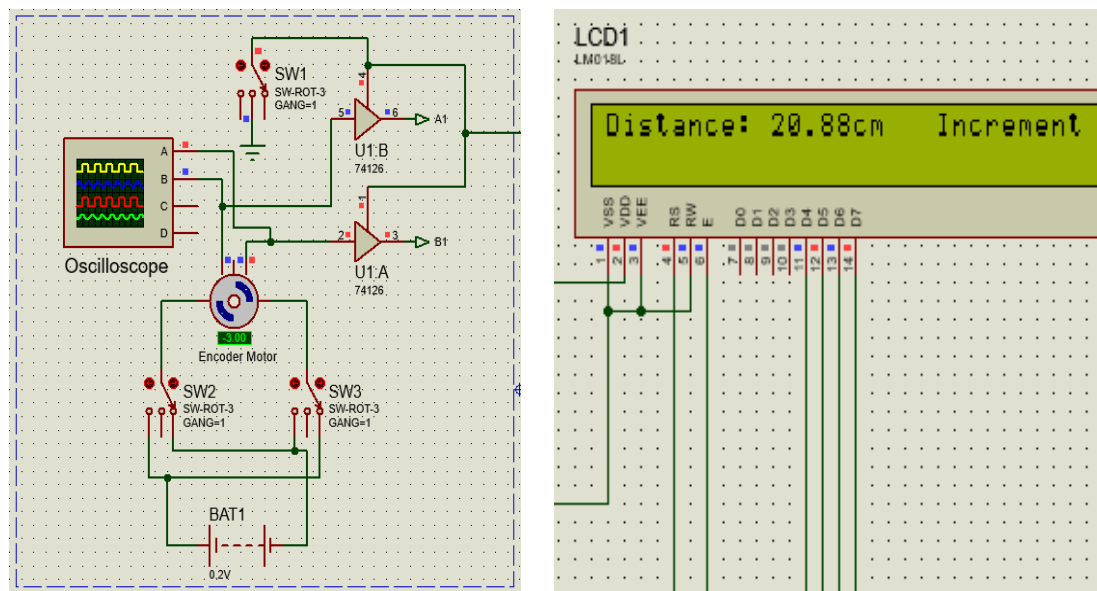 SW1
SW-ROT-3
GANG=1
4
5
6
A1
U1:B
74126
A
B
C
D
Oscilloscope
1
2
3
B1
U1:A
74126
-3.00
Encoder Motor
SW2
SW-ROT-3
GANG=1
SW3
SW-ROT-3
GANG=1
BAT1
0.2V
LCD1
LM018L
Distance: 20.88cm Increment
VSS VDD VEE RS RW E D0 D1 D2 D3 D4 D5 D6 D7
1 2 3 4 5 6 7 8 9 10 11 12 13 14